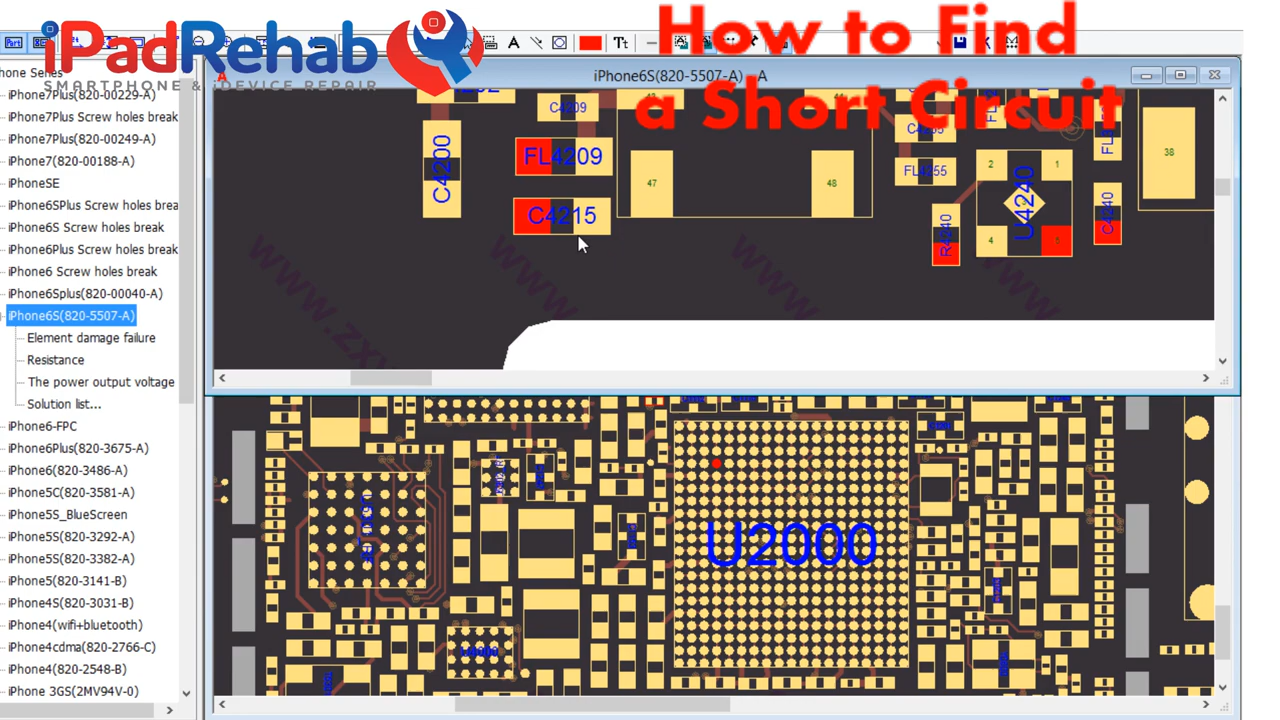 iPadRehab
SMARTPHONE & iDEVICE REPAIR
How to Find
a Short Circuit
iPhone6S(820-5507-A) - A
iPhone7Plus(820-00229-A)
iPhone7Plus Screw holes break
iPhone7Plus(820-00249-A)
iPhone7(820-00188-A)
iPhoneSE
iPhone6SPlus Screw holes brea
iPhone6S Screw holes break
iPhone6Plus Screw holes break
iPhone6 Screw holes break
iPhone6Splus(820-00040-A)
iPhone6S(820-5507-A)
Element damage failure
Resistance
The power output voltage
Solution list...
iPhone6-FPC
iPhone6Plus(820-3675-A)
iPhone6(820-3486-A)
iPhone5C(820-3581-A)
iPhone5S_BlueScreen
iPhone5S(820-3292-A)
iPhone5S(820-3382-A)
iPhone5(820-3141-B)
iPhone4S(820-3031-B)
iPhone4(wifi+bluetooth)
iPhone4cdma(820-2766-C)
iPhone4(820-2548-B)
iPhone 3GS(2MV94V-0)
C4209
C4200
FL4209
C4215
47
48
FL4255
R4240
2
1
U4240
4
C4240
38
U2000